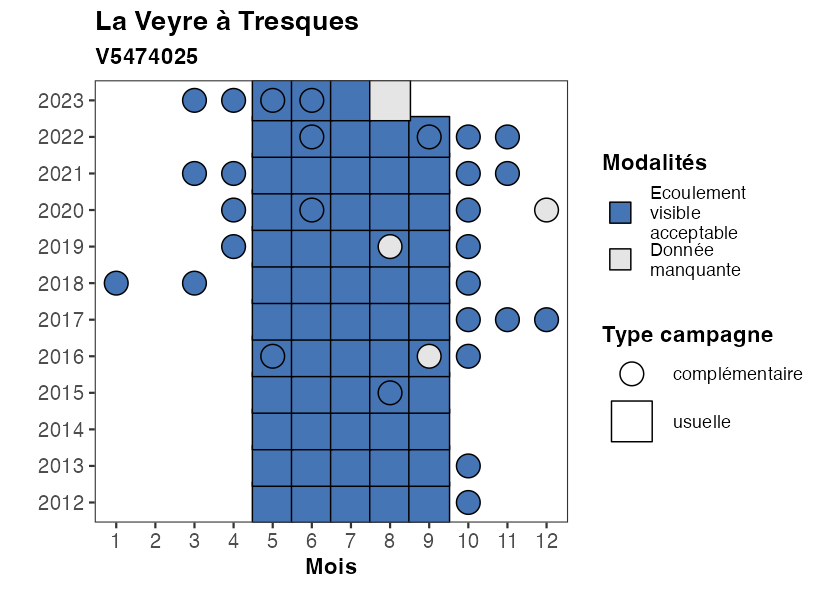 La Veyre à Tresques
V5474025
2023
2022
2021
2020
2019
2018
2017
2016
2015
2014
2013
2012
1 2 3 4 5 6 7 8 9 10 11 12
Mois
Modalités
Ecoulement
visible
acceptable
Donnée
manquante
Type campagne
complémentaire
usuelle